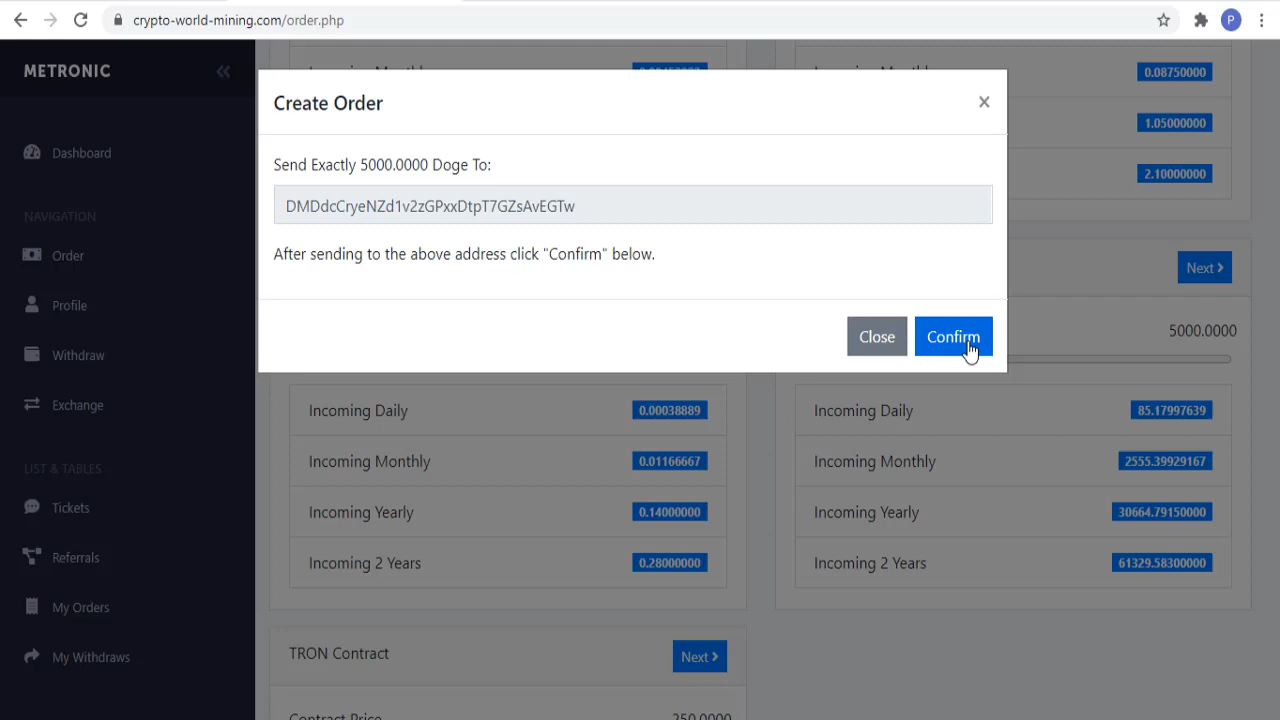 crypto-world-mining.com/order.php
P
METRONIC
Dashboard
NAVIGATION
Order
Profile
Withdraw
Exchange
LIST & TABLES
Tickets
Referrals
My Orders
My Withdraws
0.08750000
1.05000000
2.10000000
Create Order
×
Send Exactly 5000.0000 Doge To:
DMDdcCryeNZd1v2zGPxxDtpT7GZsAvEGTw
After sending to the above address click "Confirm" below.
Close
Confirm
Next
5000.0000
Incoming Daily 0.00038889
Incoming Monthly 0.01166667
Incoming Yearly 0.14000000
Incoming 2 Years 0.28000000
Incoming Daily 85.17997639
Incoming Monthly 2555.39929167
Incoming Yearly 30664.79150000
Incoming 2 Years 61329.58300000
TRON Contract
Next
Contract Price 250.0000